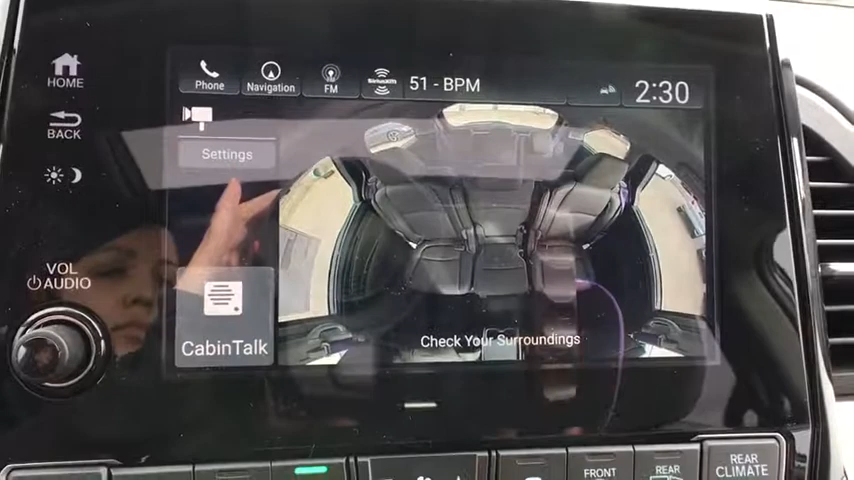 HOME
BACK
VOL
AUDIO
Phone
Navigation
FM
SiriusXM
51 - BPM
2:30
Settings
CabinTalk
Check Your Surroundings
FRONT
REAR
REAR
CLIMATE